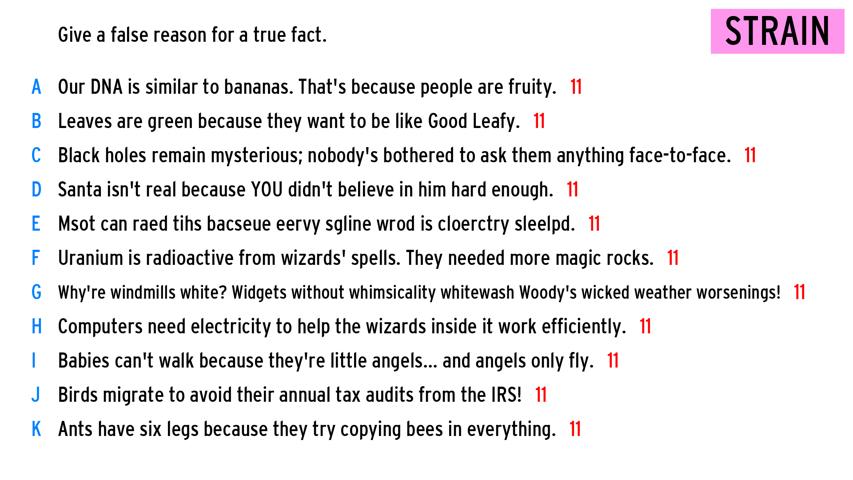 Give a false reason for a true fact.
STRAIN
A Our DNA is similar to bananas. That's because people are fruity. 11
B Leaves are green because they want to be like Good Leafy. 11
C Black holes remain mysterious; nobody's bothered to ask them anything face-to-face. 11
D Santa isn't real because YOU didn't believe in him hard enough. 11
E Msot can raed tihs bacseue eervy sgline wrod is cloerctry sleelpd. 11
F Uranium is radioactive from wizards' spells. They needed more magic rocks. 11
G Why're windmills white? Widgets without whimsicality whitewash Woody's wicked weather worsenings! 11
H Computers need electricity to help the wizards inside it work efficiently. 11
I Babies can't walk because they're little angels... and angels only fly. 11
J Birds migrate to avoid their annual tax audits from the IRS! 11
K Ants have six legs because they try copying bees in everything. 11